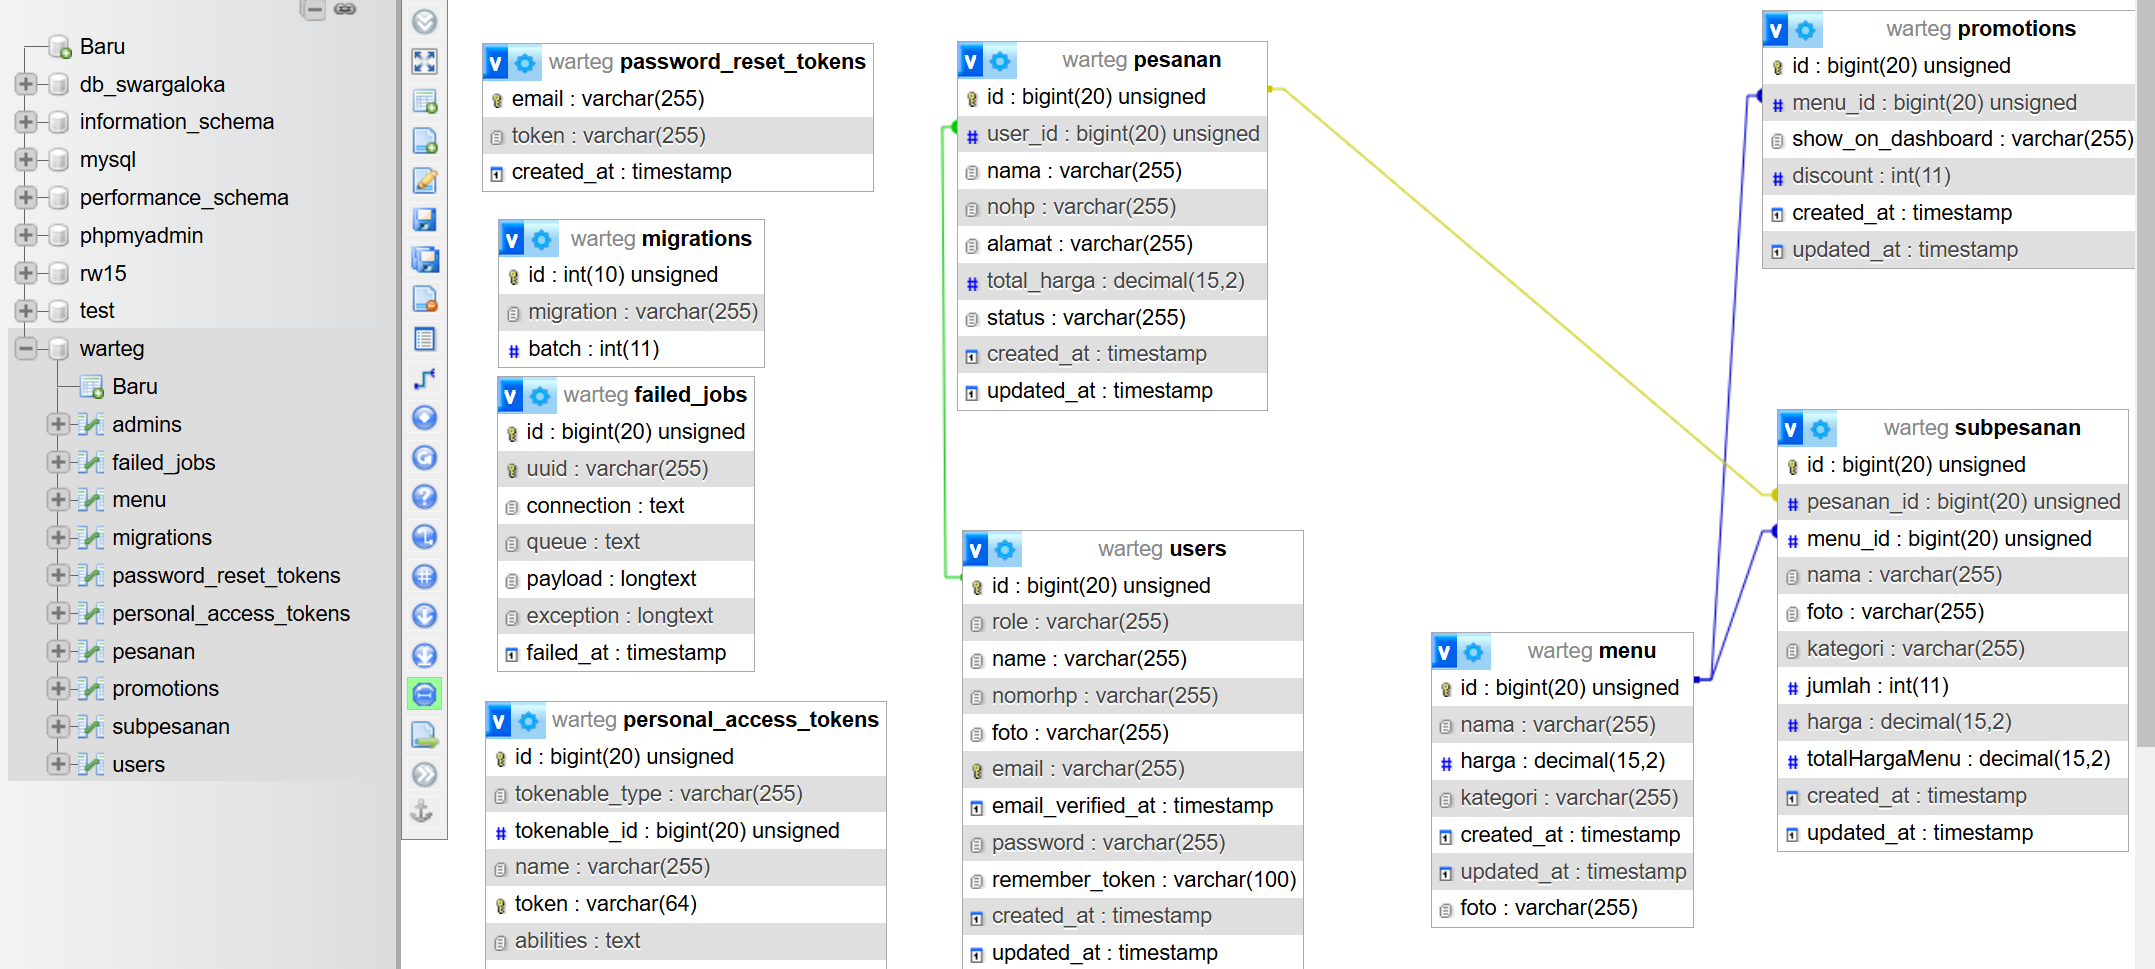 Baru
db_swargaloka
information_schema
mysql
performance_schema
phpmyadmin
rw15
test
warteg
Baru
admins
failed_jobs
menu
migrations
password_reset_tokens
personal_access_tokens
pesanan
promotions
subpesanan
users
v warteg password_reset_tokens
email : varchar(255)
token : varchar(255)
created_at : timestamp
v warteg migrations
id : int(10) unsigned
migration : varchar(255)
# batch : int(11)
v warteg failed_jobs
id : bigint(20) unsigned
uuid : varchar(255)
connection : text
queue : text
payload : longtext
exception : longtext
failed_at : timestamp
v warteg personal_access_tokens
id : bigint(20) unsigned
tokenable_type : varchar(255)
# tokenable_id : bigint(20) unsigned
name : varchar(255)
token : varchar(64)
abilities : text
v warteg pesanan
id : bigint(20) unsigned
# user_id : bigint(20) unsigned
nama : varchar(255)
nohp : varchar(255)
alamat : varchar(255)
# total_harga : decimal(15,2)
status : varchar(255)
created_at : timestamp
updated_at : timestamp
v warteg users
id : bigint(20) unsigned
role : varchar(255)
name : varchar(255)
nomorhp : varchar(255)
foto : varchar(255)
email : varchar(255)
email_verified_at : timestamp
password : varchar(255)
remember_token : varchar(100)
created_at : timestamp
updated_at : timestamp
v warteg menu
id : bigint(20) unsigned
nama : varchar(255)
# harga : decimal(15,2)
kategori : varchar(255)
created_at : timestamp
updated_at : timestamp
foto : varchar(255)
v warteg promotions
id : bigint(20) unsigned
# menu_id : bigint(20) unsigned
show_on_dashboard : varchar(255)
# discount : int(11)
created_at : timestamp
updated_at : timestamp
v warteg subpesanan
id : bigint(20) unsigned
# pesanan_id : bigint(20) unsigned
# menu_id : bigint(20) unsigned
nama : varchar(255)
foto : varchar(255)
kategori : varchar(255)
# jumlah : int(11)
# harga : decimal(15,2)
# totalHargaMenu : decimal(15,2)
created_at : timestamp
updated_at : timestamp